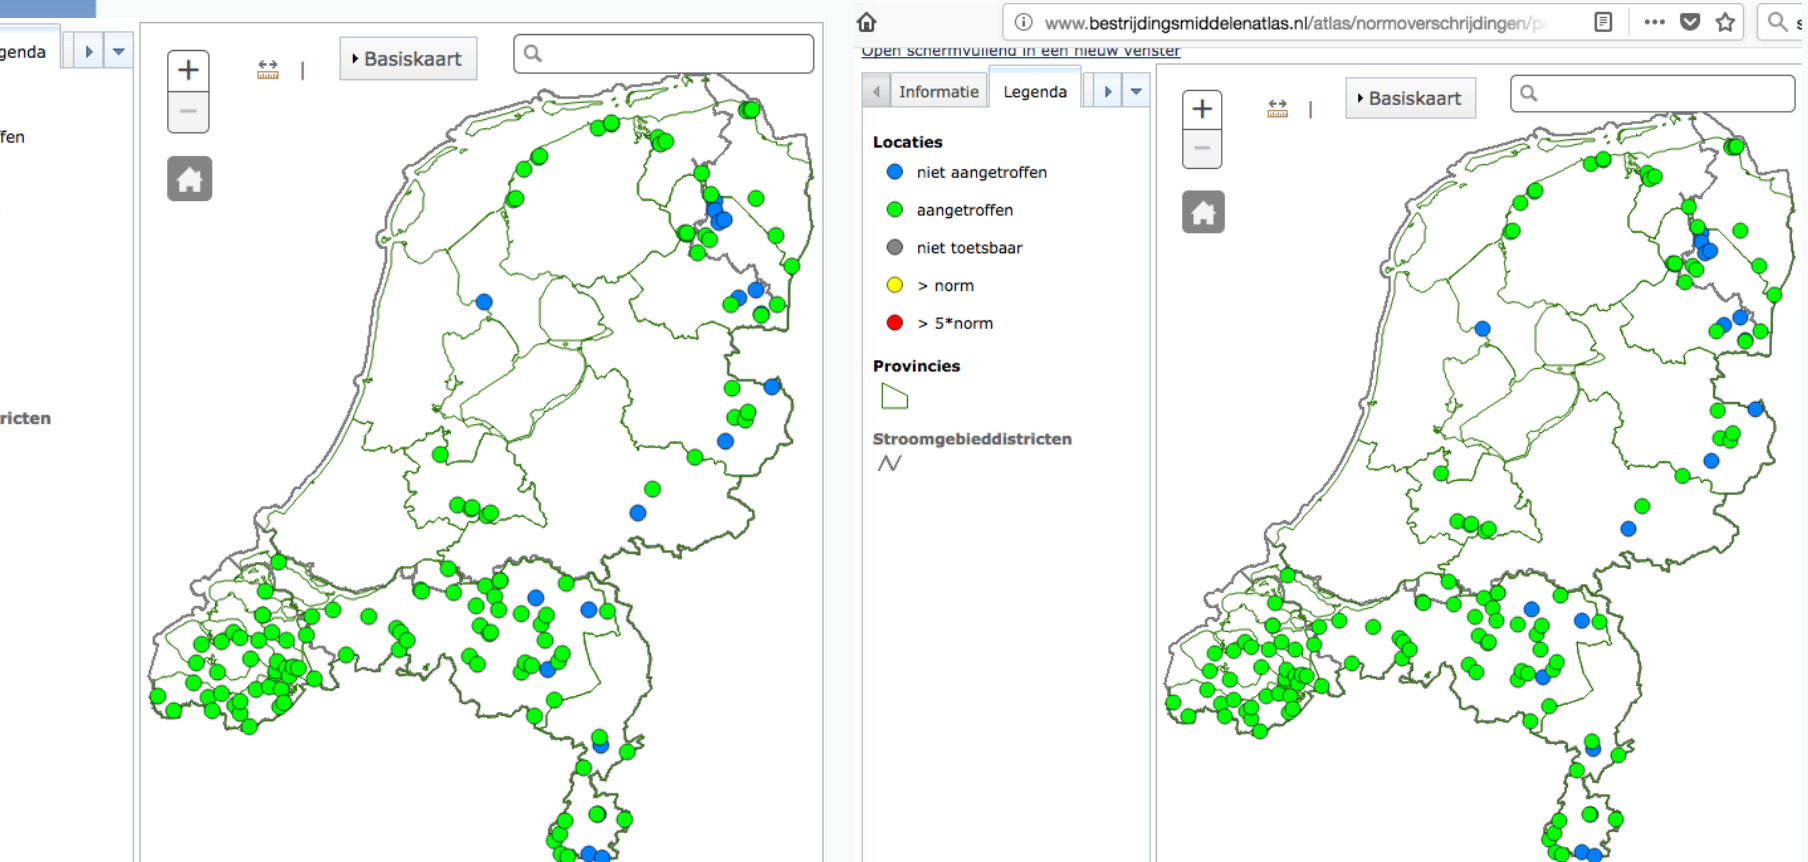 genda
Basiskaart
fen
ricten
www.bestrijdingsmiddelenatlas.nl/atlas/normoverschrijdingen/pe
s
Open schermvullend in een nieuw venster
Informatie
Legenda
Basiskaart
Locaties
niet aangetroffen
aangetroffen
niet toetsbaar
> norm
> 5*norm
Provincies
Stroomgebieddistricten